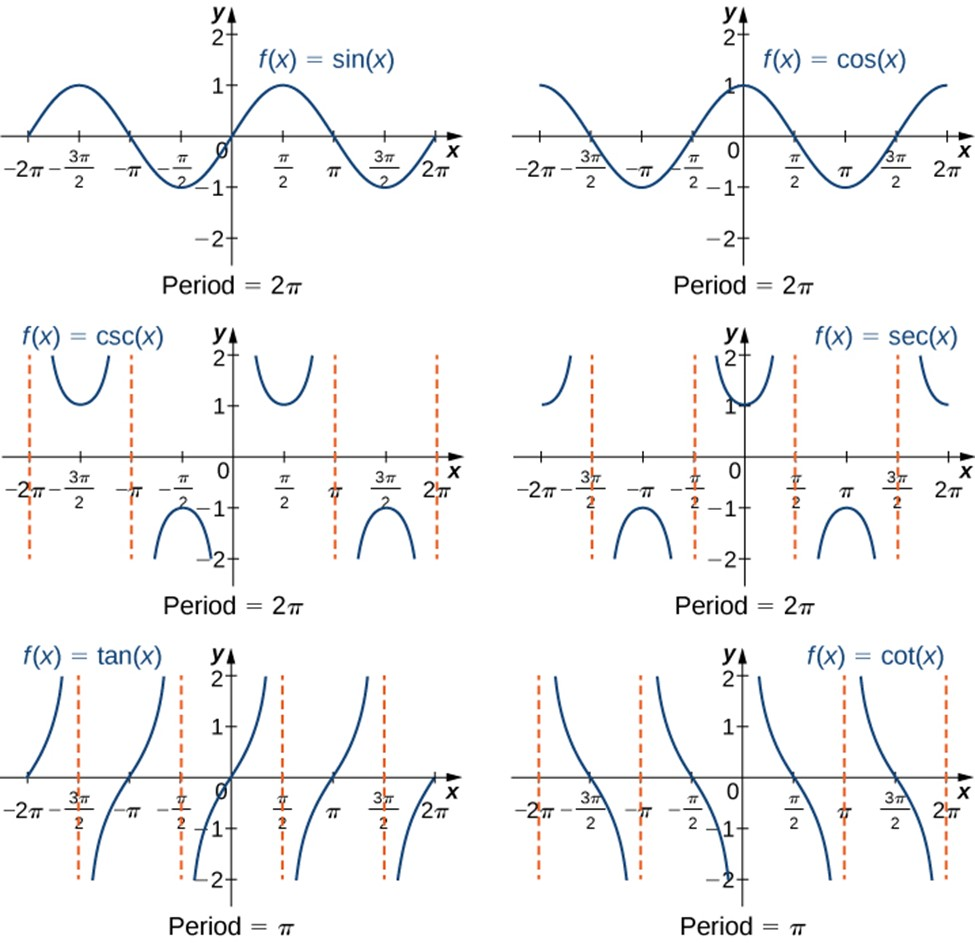 y
2
f(x) = sin(x)
1
0
x
−2π −3π/2 −π −π/2 π/2 π 3π/2 2π
−1
−2
Period = 2π
y
2
f(x) = cos(x)
1
0
x
−2π −3π/2 −π −π/2 π/2 π 3π/2 2π
−1
−2
Period = 2π
f(x) = csc(x)
y
2
1
0
x
−2π −3π/2 −π −π/2 π/2 π 3π/2 2π
−1
−2
Period = 2π
y
f(x) = sec(x)
2
1
0
x
−2π −3π/2 −π −π/2 π/2 π 3π/2 2π
−1
−2
Period = 2π
f(x) = tan(x)
y
2
1
0
x
−2π −3π/2 −π −π/2 π/2 π 3π/2 2π
−1
−2
Period = π
y
f(x) = cot(x)
2
1
0
x
−2π −3π/2 −π −π/2 π/2 π 3π/2 2π
−1
−2
Period = π